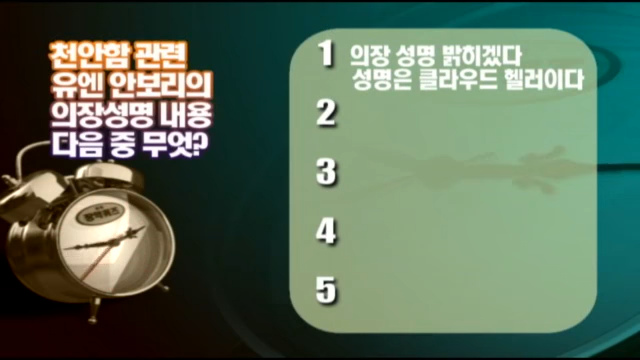 천안함 관련
유엔 안보리의
의장성명 내용
다음 중 무엇?
1 의장 성명 밝히겠다
성명은 클라우드 헬러이다
2
3
4
5